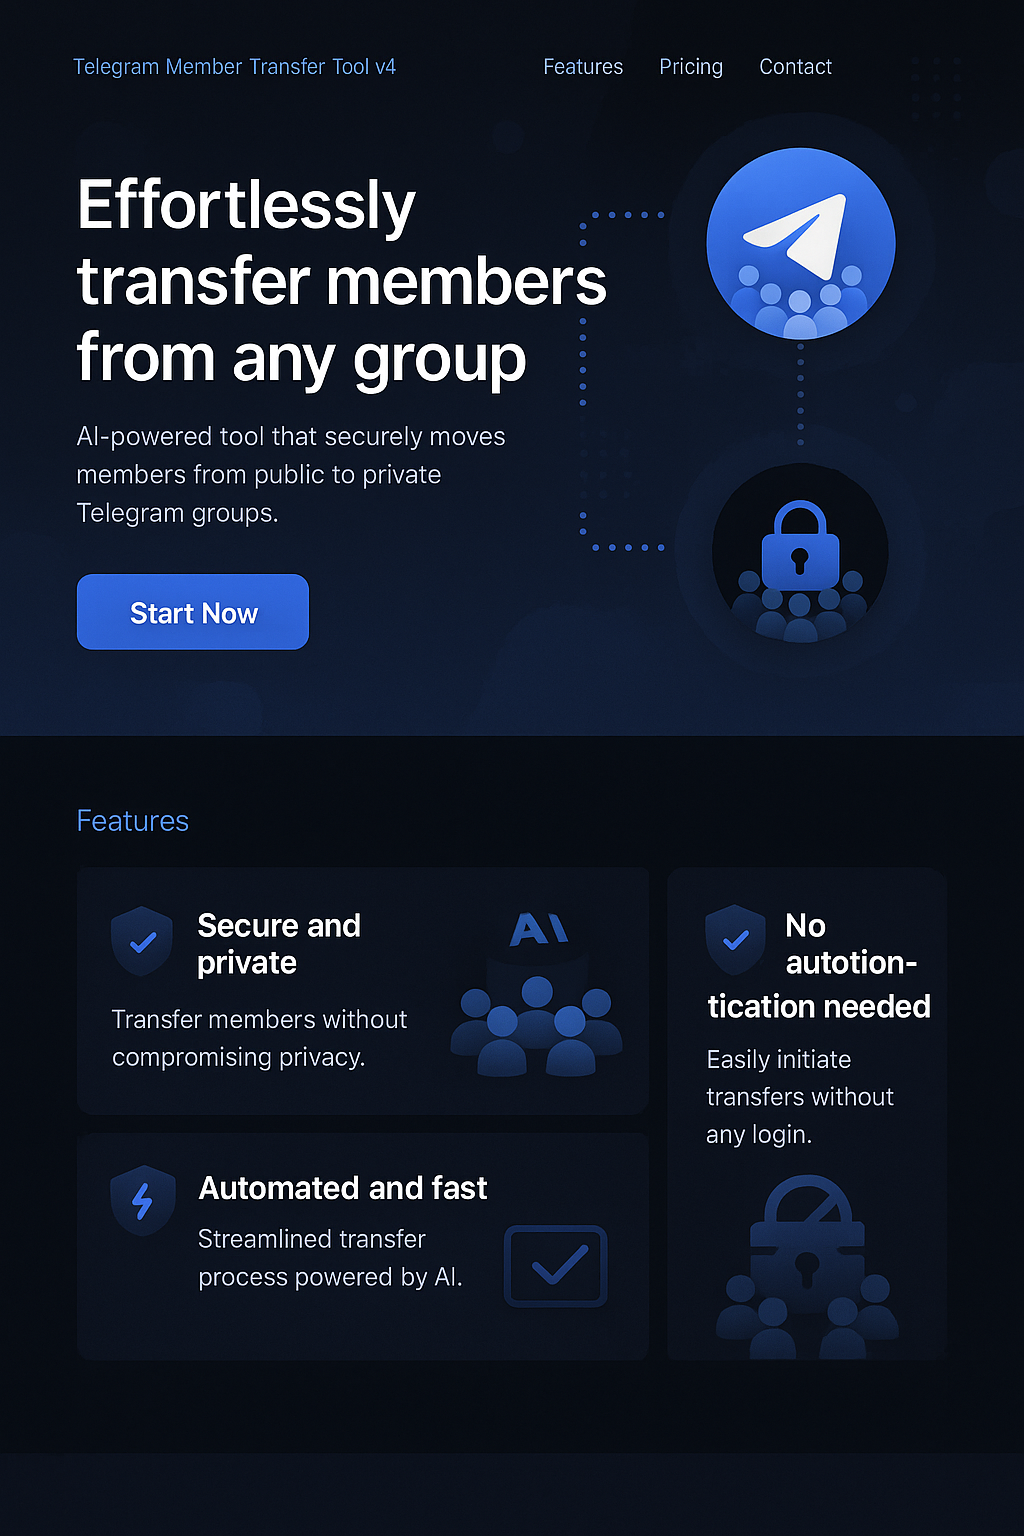 Telegram Member Transfer Tool v4
Features
Pricing
Contact
Effortlessly
transfer members
from any group
AI-powered tool that securely moves
members from public to private
Telegram groups.
Start Now
Features
Secure and
private
Transfer members without
compromising privacy.
AI
Automated and fast
Streamlined transfer
process powered by AI.
No
autotion-
tication needed
Easily initiate
transfers without
any login.